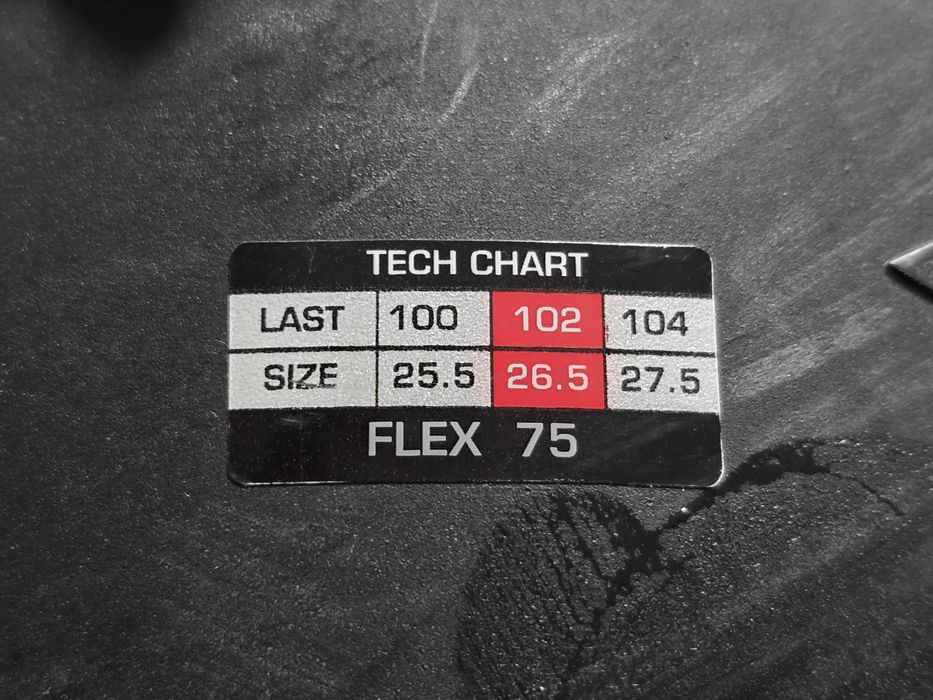 TECH CHART
LAST 100 102 104
SIZE 25.5 26.5 27.5
FLEX 75